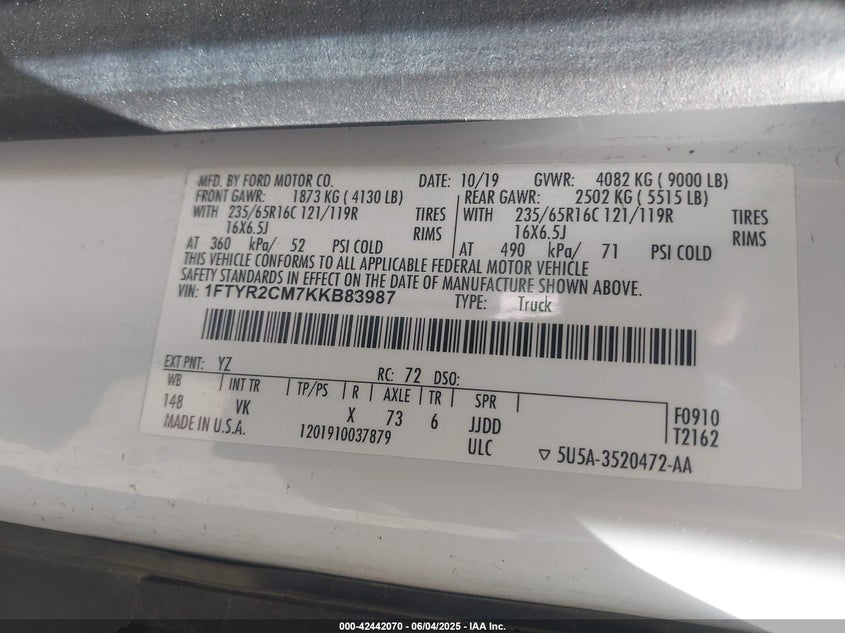 MFD. BY FORD MOTOR CO. DATE: 10/19 GVWR: 4082 KG ( 9000 LB)
FRONT GAWR: 1873 KG ( 4130 LB) REAR GAWR: 2502 KG ( 5515 LB)
WITH 235/65R16C 121/119R TIRES WITH 235/65R16C 121/119R TIRES
16X6.5J RIMS 16X6.5J RIMS
AT 360 kPa/ 52 PSI COLD AT 490 kPa/ 71 PSI COLD
THIS VEHICLE CONFORMS TO ALL APPLICABLE FEDERAL MOTOR VEHICLE
SAFETY STANDARDS IN EFFECT ON THE DATE OF MANUFACTURE SHOWN ABOVE.
VIN: 1FTYR2CM7KKB83987 TYPE: Truck
EXT PNT: YZ RC: 72 DSO:
WB INT TR TP/PS R AXLE TR SPR
148 VK X 73 6 JJDD F0910
MADE IN U.S.A. 1201910037879 ULC T2162
5U5A-3520472-AA
000-42442070 - 06/04/2025 - IAA Inc.